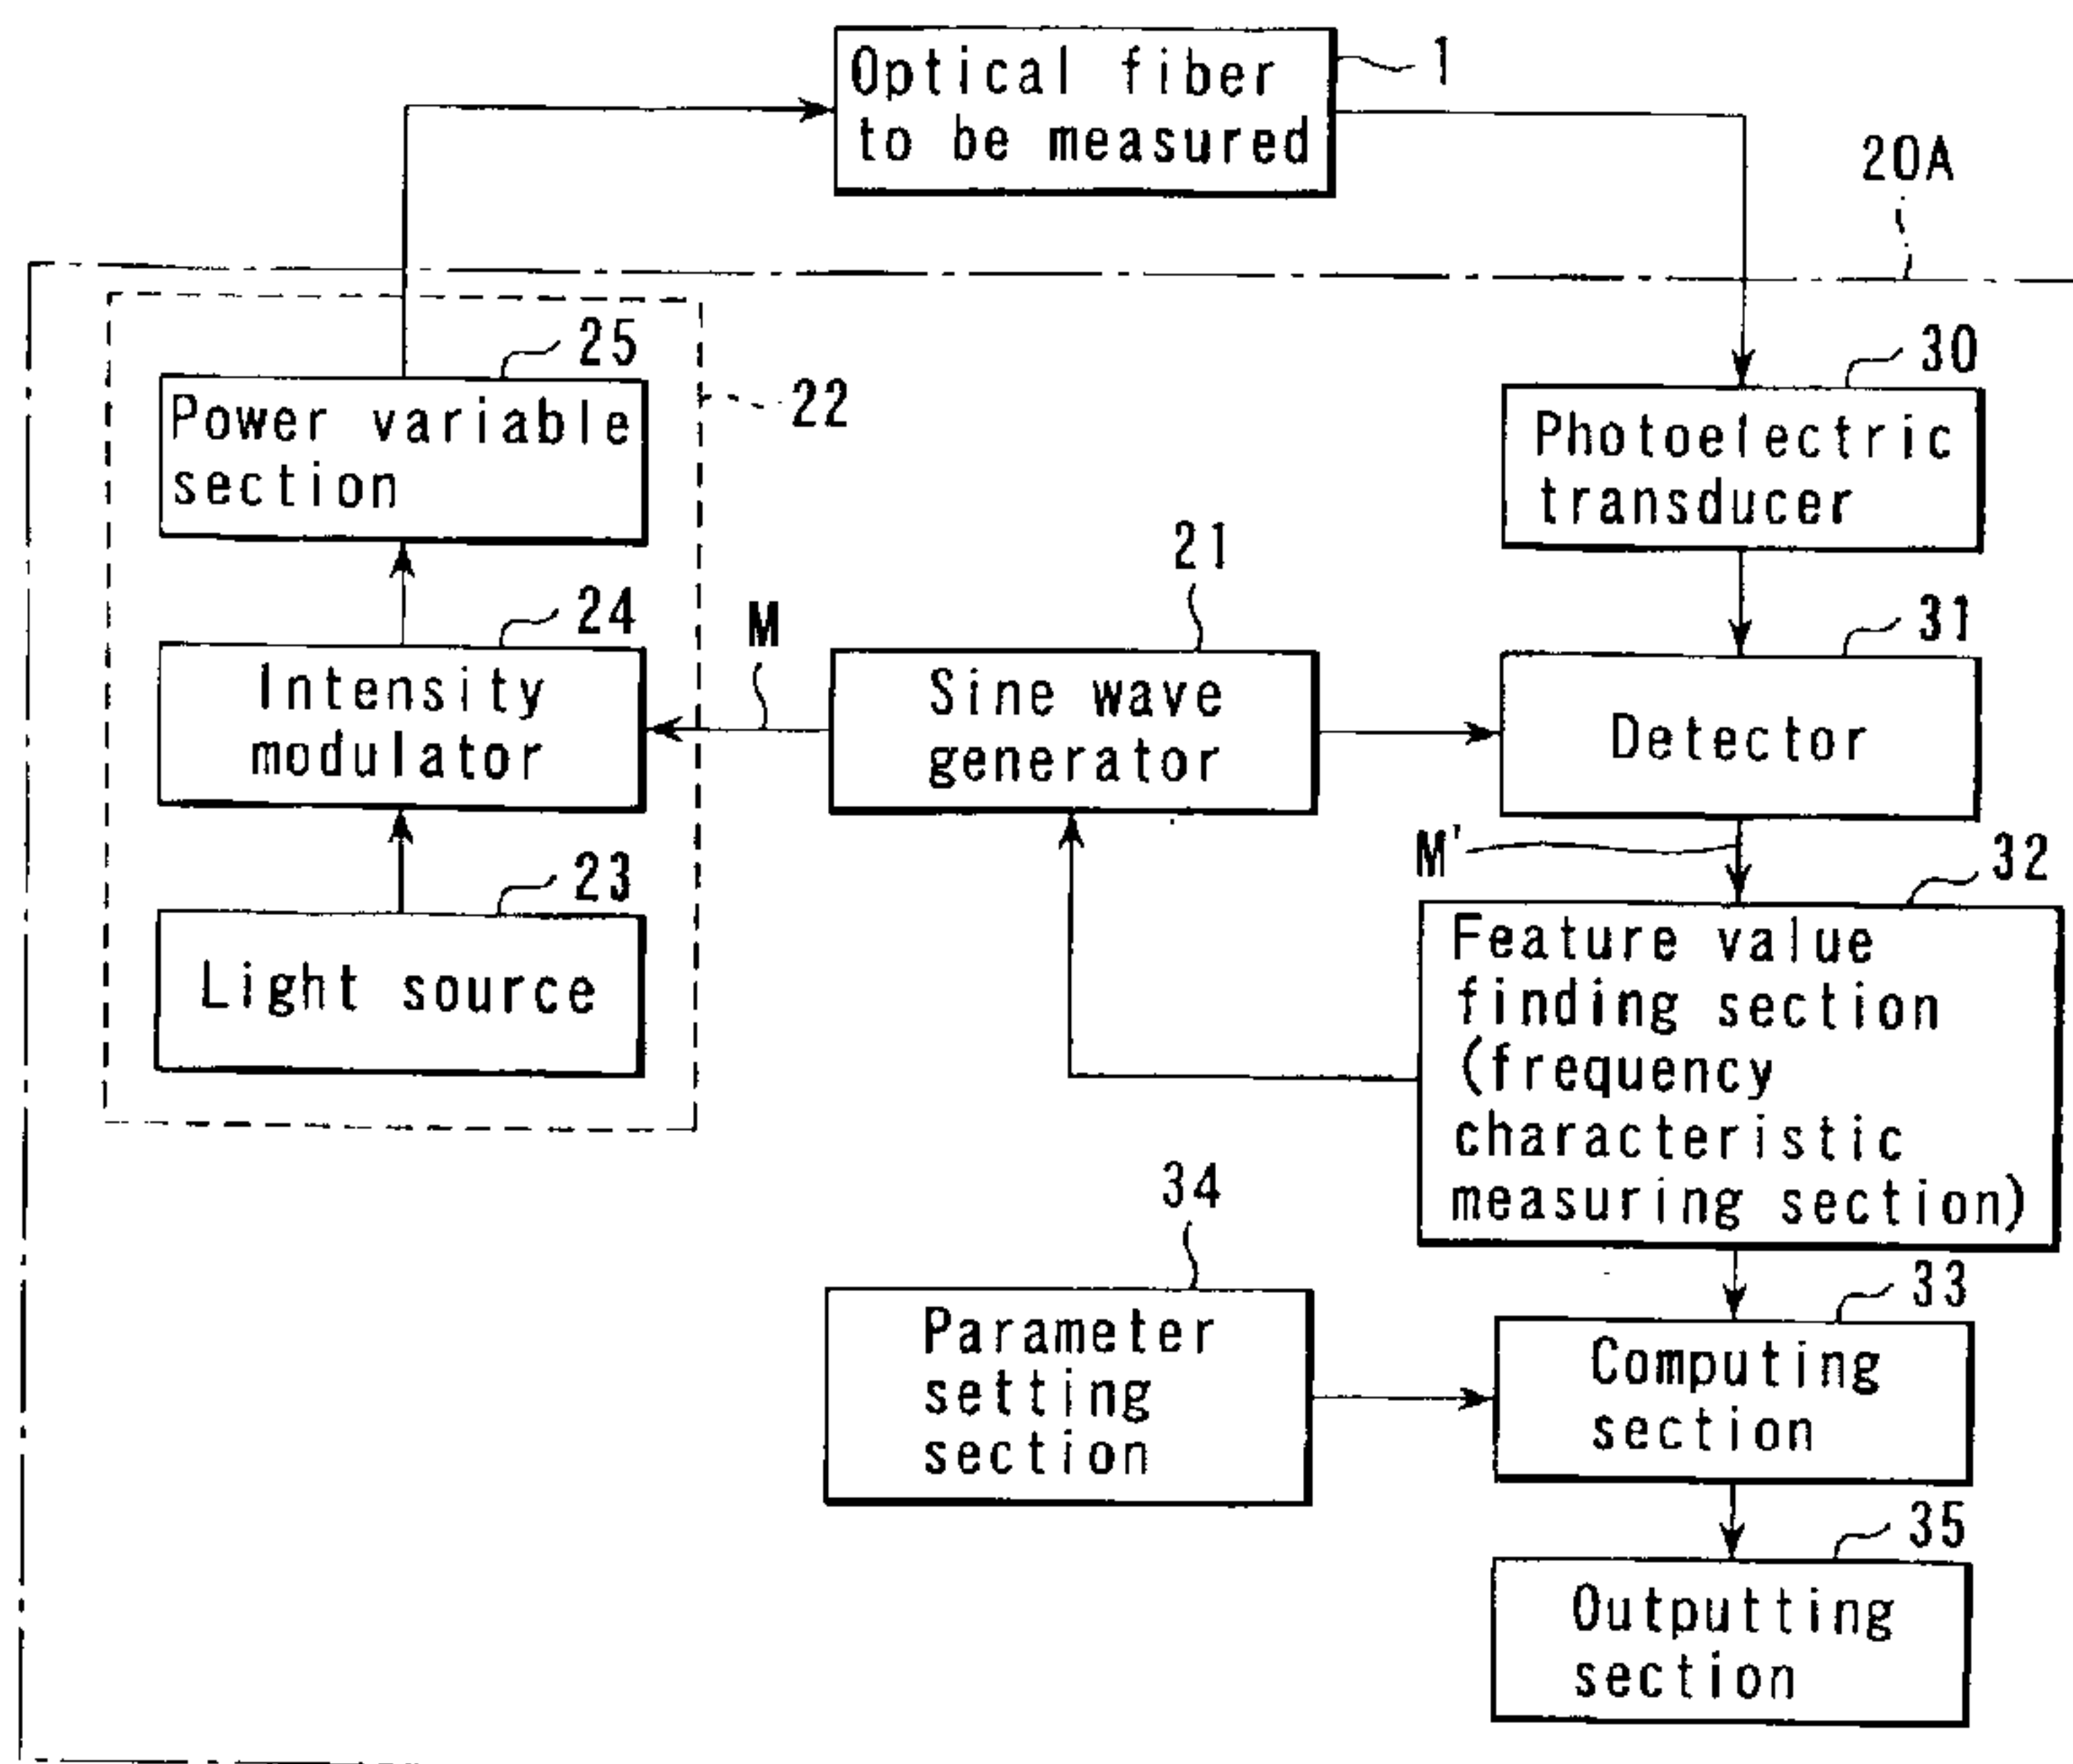 Optical fiber
to be measured
1
20A
25
Power variable
section
22
30
Photoelectric
transducer
24
Intensity
modulator
M
21
Sine wave
generator
31
Detector
M'
23
Light source
32
Feature value
finding section
(frequency
characteristic
measuring section)
34
Parameter
setting
section
33
Computing
section
35
Outputting
section